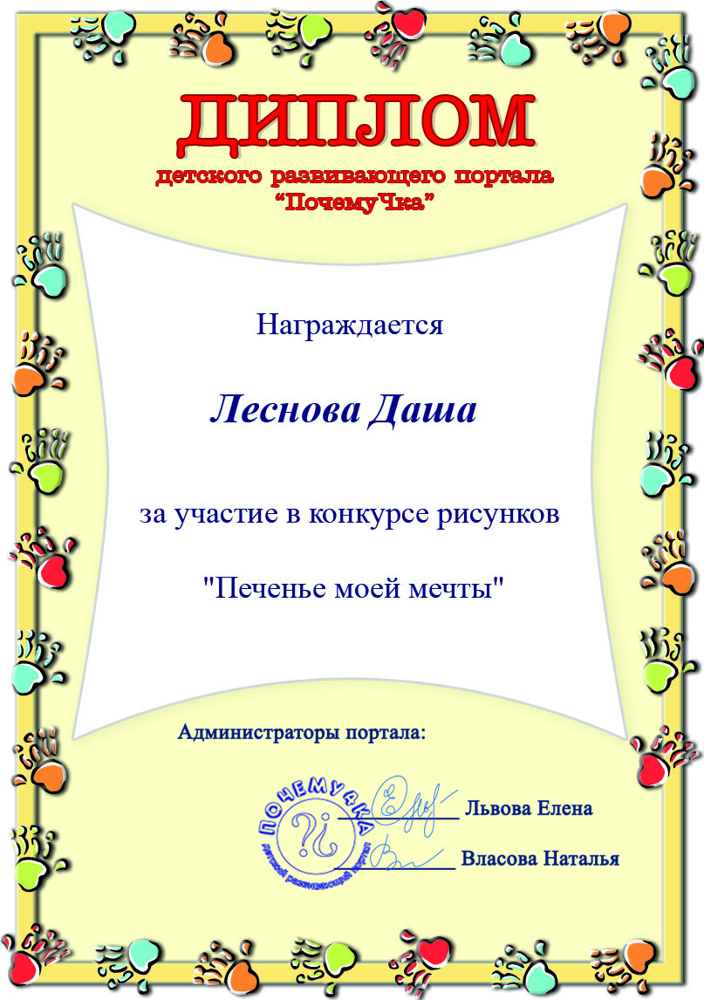 ДИПЛОМ
детского развивающего портала
“ПочемуЧка”
Награждается
Леснова Даша
за участие в конкурсе рисунков
"Печенье моей мечты"
Администраторы портала:
ПОЧЕМУ4КА
?
детский развивающий портал
Львова Елена
Власова Наталья